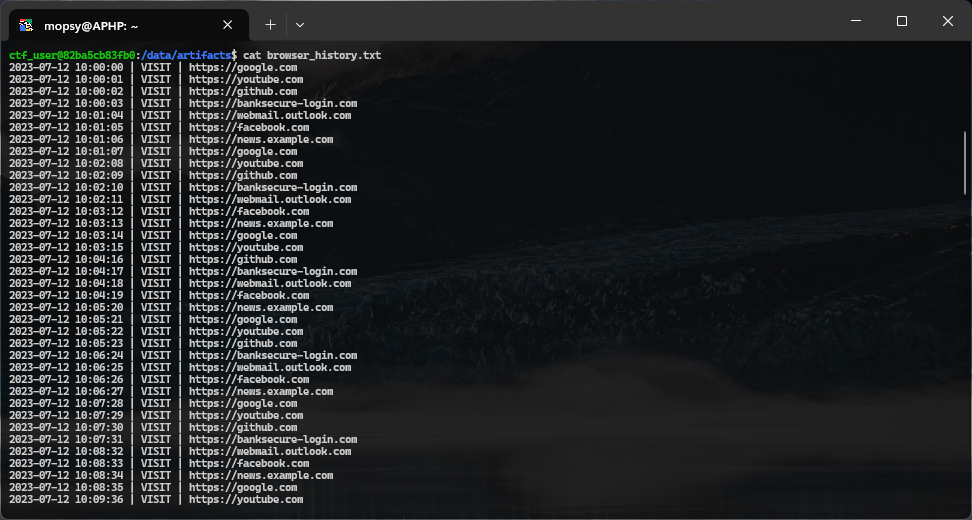 mopsy@APHP: ~
ctf_user@82ba5cb83fb0:/data/artifacts$ cat browser_history.txt
2023-07-12 10:00:00 | VISIT | https://google.com
2023-07-12 10:00:01 | VISIT | https://youtube.com
2023-07-12 10:00:02 | VISIT | https://github.com
2023-07-12 10:00:03 | VISIT | https://banksecure-login.com
2023-07-12 10:01:04 | VISIT | https://webmail.outlook.com
2023-07-12 10:01:05 | VISIT | https://facebook.com
2023-07-12 10:01:06 | VISIT | https://news.example.com
2023-07-12 10:01:07 | VISIT | https://google.com
2023-07-12 10:02:08 | VISIT | https://youtube.com
2023-07-12 10:02:09 | VISIT | https://github.com
2023-07-12 10:02:10 | VISIT | https://banksecure-login.com
2023-07-12 10:02:11 | VISIT | https://webmail.outlook.com
2023-07-12 10:03:12 | VISIT | https://facebook.com
2023-07-12 10:03:13 | VISIT | https://news.example.com
2023-07-12 10:03:14 | VISIT | https://google.com
2023-07-12 10:03:15 | VISIT | https://youtube.com
2023-07-12 10:04:16 | VISIT | https://github.com
2023-07-12 10:04:17 | VISIT | https://banksecure-login.com
2023-07-12 10:04:18 | VISIT | https://webmail.outlook.com
2023-07-12 10:04:19 | VISIT | https://facebook.com
2023-07-12 10:05:20 | VISIT | https://news.example.com
2023-07-12 10:05:21 | VISIT | https://google.com
2023-07-12 10:05:22 | VISIT | https://youtube.com
2023-07-12 10:05:23 | VISIT | https://github.com
2023-07-12 10:06:24 | VISIT | https://banksecure-login.com
2023-07-12 10:06:25 | VISIT | https://webmail.outlook.com
2023-07-12 10:06:26 | VISIT | https://facebook.com
2023-07-12 10:06:27 | VISIT | https://news.example.com
2023-07-12 10:07:28 | VISIT | https://google.com
2023-07-12 10:07:29 | VISIT | https://youtube.com
2023-07-12 10:07:30 | VISIT | https://github.com
2023-07-12 10:07:31 | VISIT | https://banksecure-login.com
2023-07-12 10:08:32 | VISIT | https://webmail.outlook.com
2023-07-12 10:08:33 | VISIT | https://facebook.com
2023-07-12 10:08:34 | VISIT | https://news.example.com
2023-07-12 10:08:35 | VISIT | https://google.com
2023-07-12 10:09:36 | VISIT | https://youtube.com